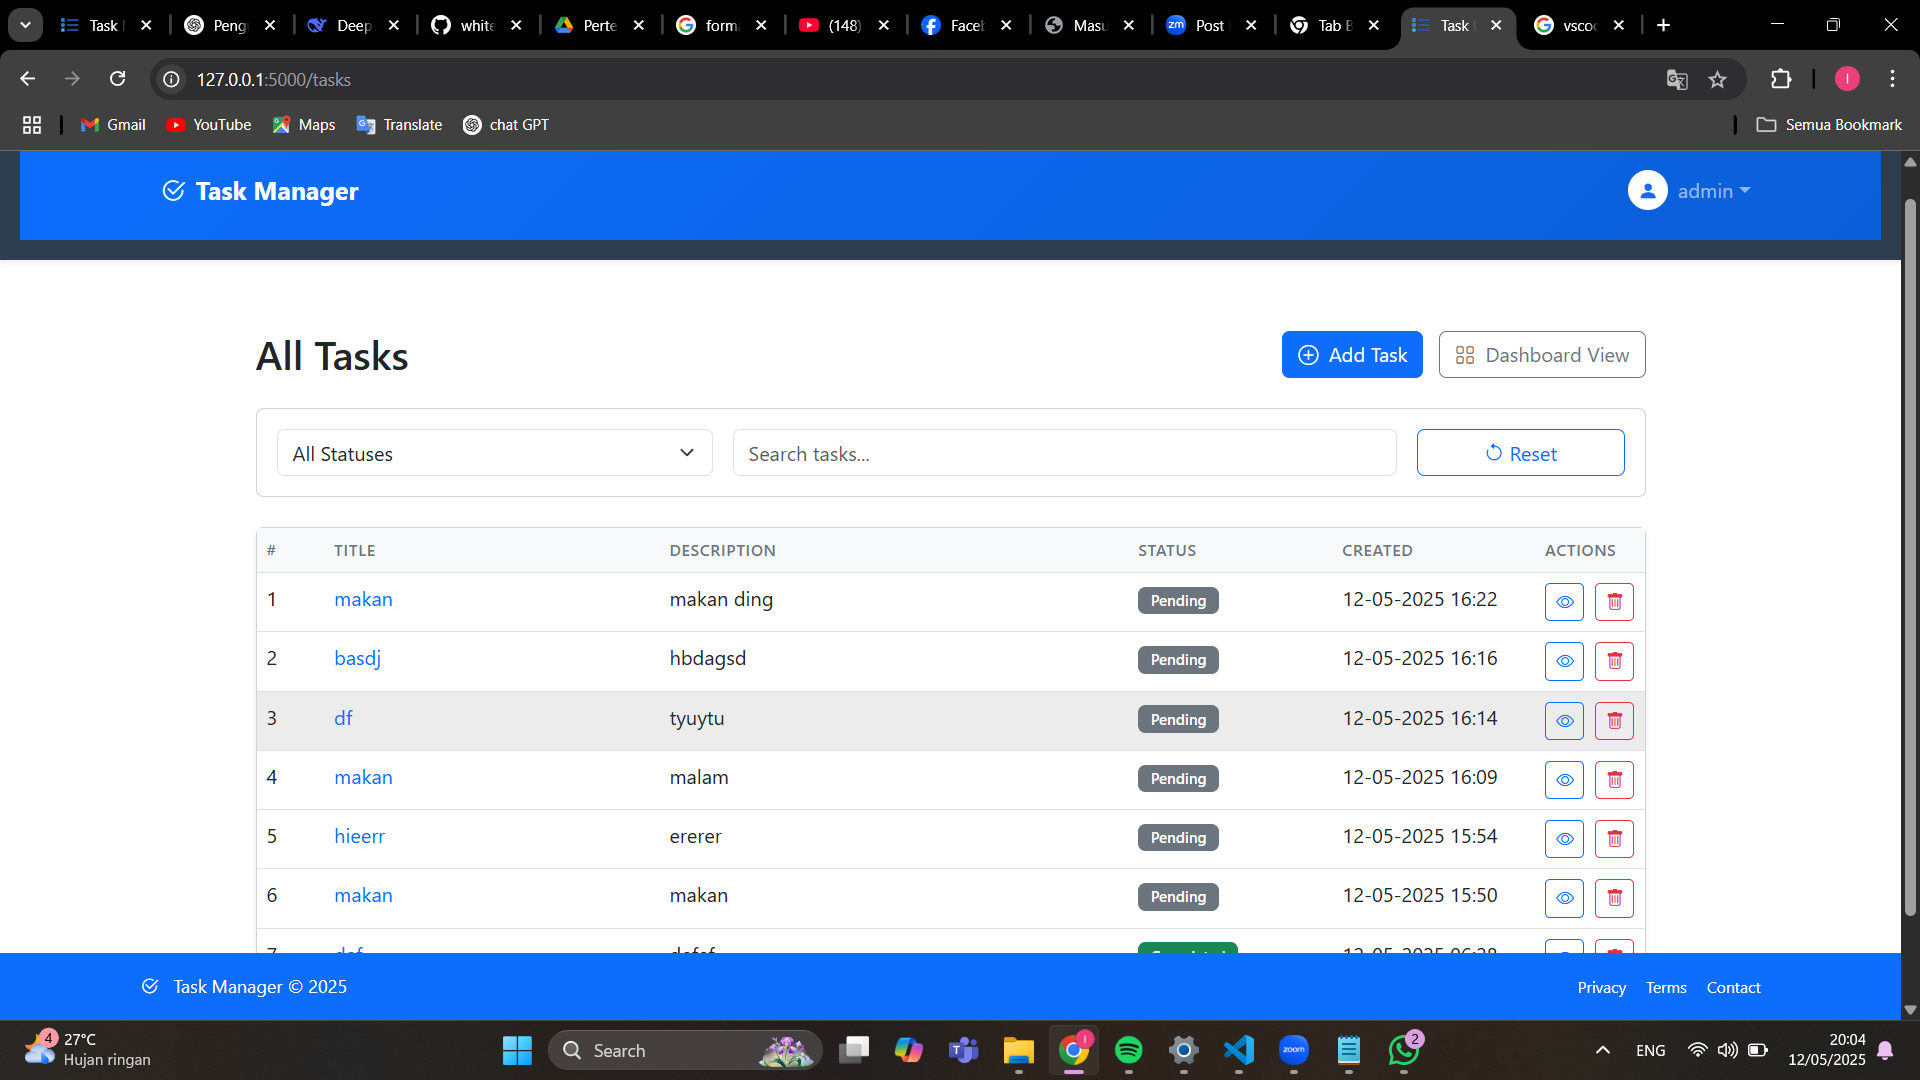 Task
Peng
Deep
white
Perte
form
(148)
Faceb
Masu
Post
Tab B
Task
vscoc
127.0.0.1:5000/tasks
Gmail YouTube Maps Translate chat GPT Semua Bookmark
Task Manager admin
All Tasks Add Task Dashboard View
All Statuses Search tasks... Reset
# TITLE DESCRIPTION STATUS CREATED ACTIONS
1 makan makan ding Pending 12-05-2025 16:22
2 basdj hbdagsd Pending 12-05-2025 16:16
3 df tyuytu Pending 12-05-2025 16:14
4 makan malam Pending 12-05-2025 16:09
5 hieerr ererer Pending 12-05-2025 15:54
6 makan makan Pending 12-05-2025 15:50
7 Completed 12-05-2025
Task Manager © 2025 Privacy Terms Contact
4 27°C
Hujan ringan
Search
2
ENG
20:04
12/05/2025